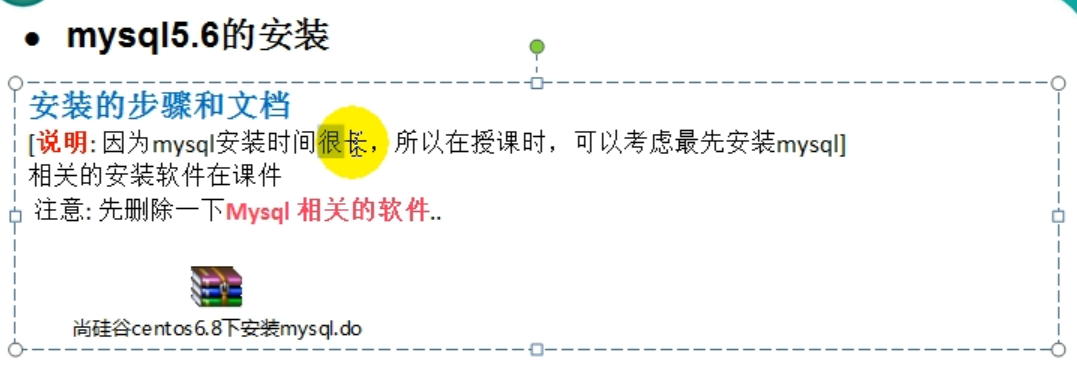 • mysql5.6的安装
安装的步骤和文档
[说明: 因为mysql安装时间很长，所以在授课时，可以考虑最先安装mysql]
相关的安装软件在课件
注意: 先删除一下Mysql 相关的软件..
尚硅谷centos6.8下安装mysql.do